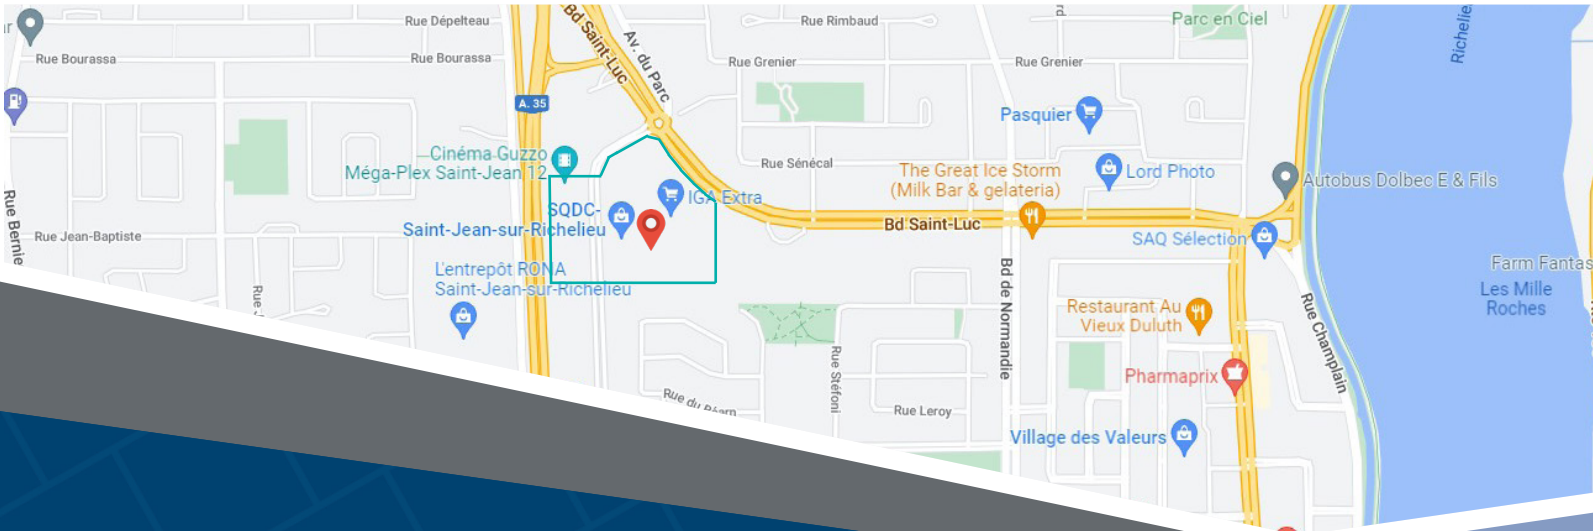 Rue Dépelteau
Bd Saint-Luc
Av. du Parc
Rue Rimbaud
Parc en Ciel
Rue Bourassa
Rue Bourassa
Rue Grenier
Rue Grenier
A. 35
Pasquier
Cinéma Guzzo
Méga-Plex Saint-Jean 12
Rue Sénécal
The Great Ice Storm
(Milk Bar & gelateria)
Lord Photo
Autobus Dolbec E & Fils
IGA Extra
SQDC-
Saint-Jean-sur-Richelieu
Rue Bernie
Rue Jean-Baptiste
Bd Saint-Luc
SAQ Sélection
L'entrepôt RONA
Saint-Jean-sur-Richelieu
Farm Fantas
Les Mille
Roches
Bd de Normandie
Restaurant Au
Vieux Duluth
Rue Champlain
Rue Stéfoni
Pharmaprix
Rue du Béarn
Rue Leroy
Village des Valeurs
Richelie
Rue